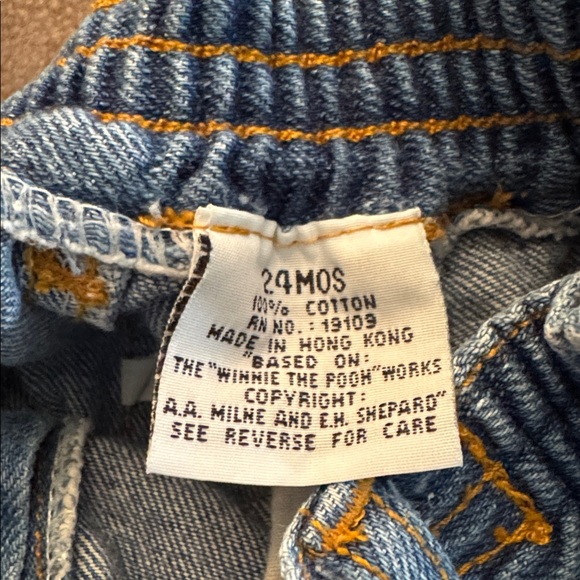 24MOS
100% COTTON
RN NO.: 19109
MADE IN HONG KONG
"BASED ON:
THE "WINNIE THE POOH" WORKS
COPYRIGHT:
A.A. MILNE AND E.H. SHEPARD"
SEE REVERSE FOR CARE